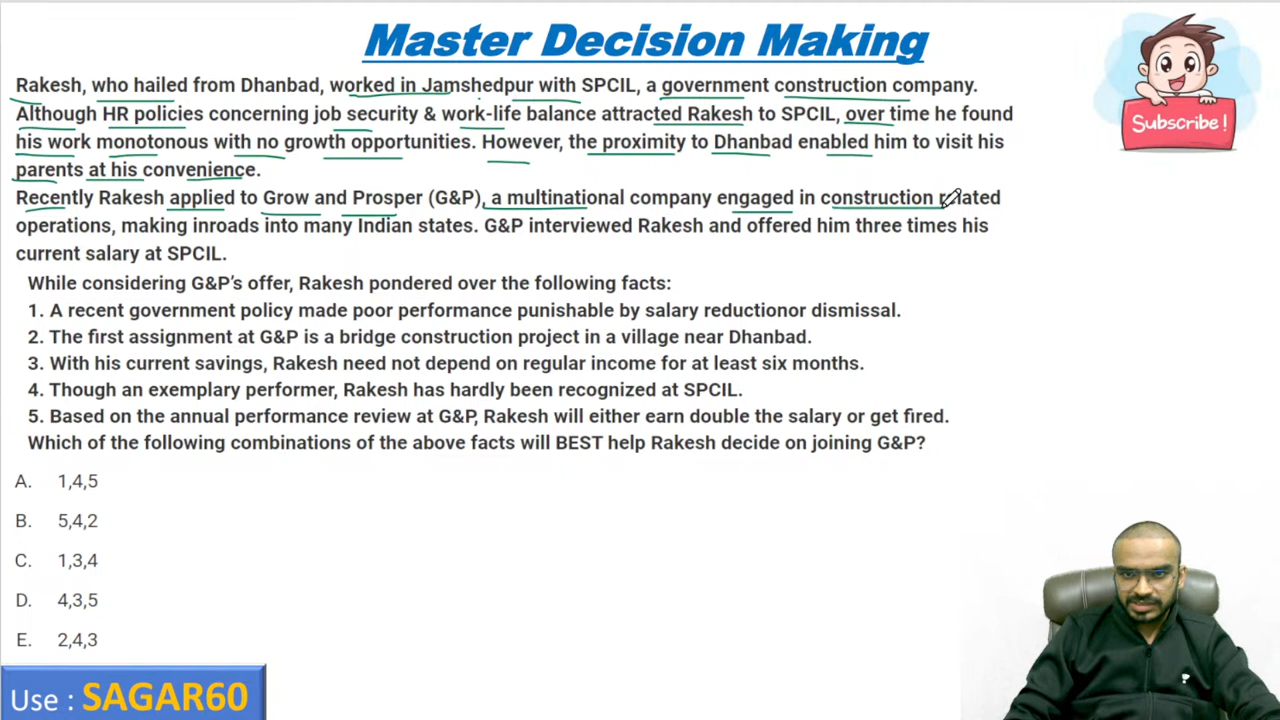 Master Decision Making
Subscribe!
Rakesh, who hailed from Dhanbad, worked in Jamshedpur with SPCIL, a government construction company.
Although HR policies concerning job security & work-life balance attracted Rakesh to SPCIL, over time he found
his work monotonous with no growth opportunities. However, the proximity to Dhanbad enabled him to visit his
parents at his convenience.
Recently Rakesh applied to Grow and Prosper (G&P), a multinational company engaged in construction related
operations, making inroads into many Indian states. G&P interviewed Rakesh and offered him three times his
current salary at SPCIL.
While considering G&P’s offer, Rakesh pondered over the following facts:
1. A recent government policy made poor performance punishable by salary reductionor dismissal.
2. The first assignment at G&P is a bridge construction project in a village near Dhanbad.
3. With his current savings, Rakesh need not depend on regular income for at least six months.
4. Though an exemplary performer, Rakesh has hardly been recognized at SPCIL.
5. Based on the annual performance review at G&P, Rakesh will either earn double the salary or get fired.
Which of the following combinations of the above facts will BEST help Rakesh decide on joining G&P?
A. 1,4,5
B. 5,4,2
C. 1,3,4
D. 4,3,5
E. 2,4,3
Use : SAGAR60